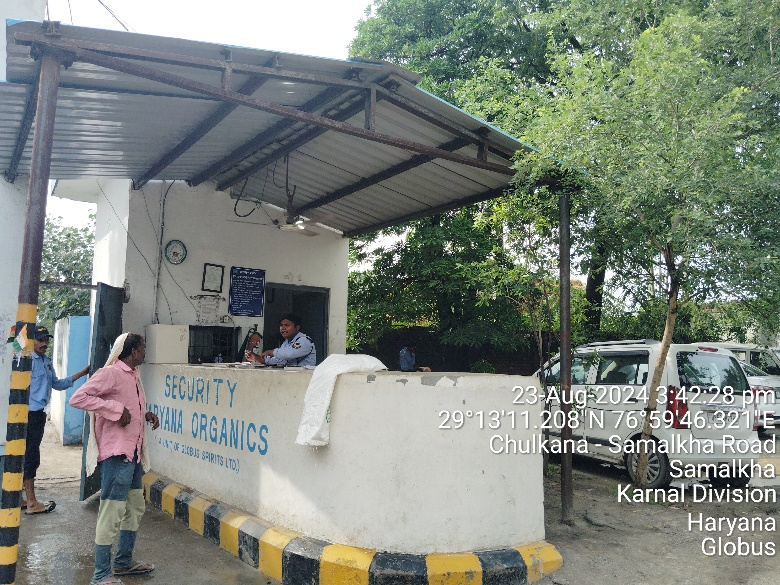 SECURITY
HARYANA ORGANICS
(A UNIT OF GLOBUS SPIRITS LTD.)
23-Aug-2024 3:42:28 pm
29°13'11.208"N 76°59'46.321"E
Chulkana - Samalkha Road
Samalkha
Karnal Division
Haryana
Globus